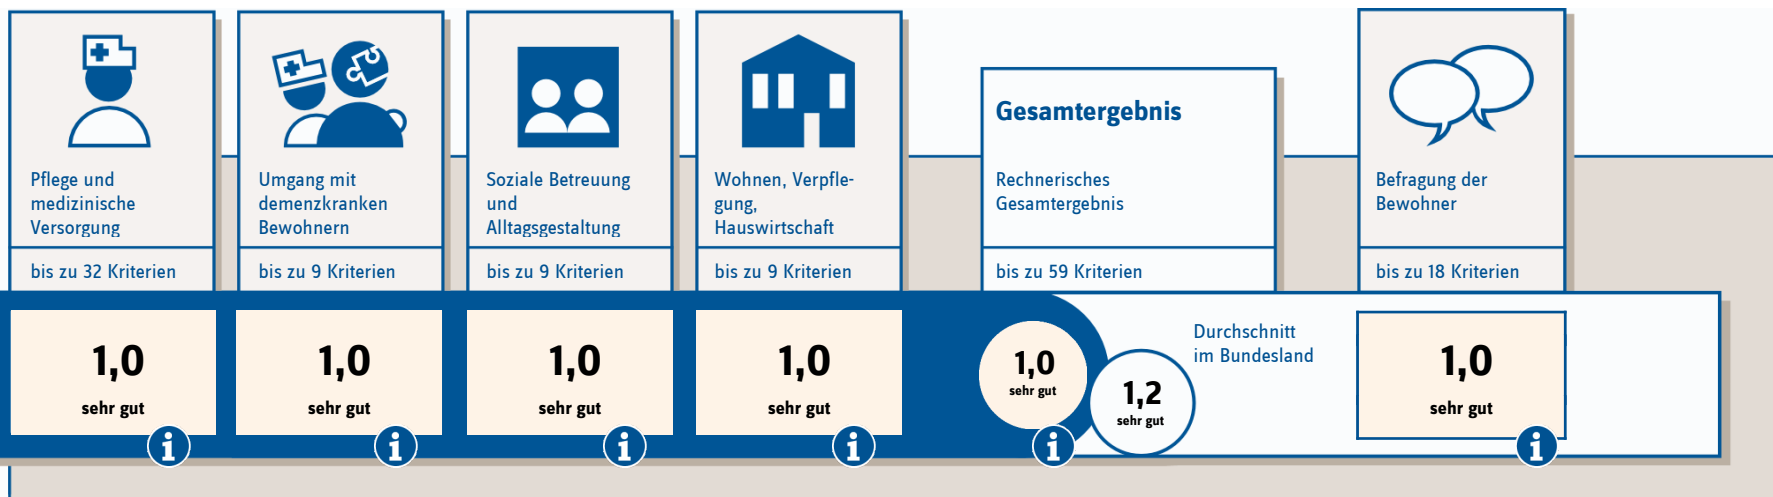 Pflege und
medizinische
Versorgung
bis zu 32 Kriterien
1,0
sehr gut
i
Umgang mit
demenzkranken
Bewohnern
bis zu 9 Kriterien
1,0
sehr gut
i
Soziale Betreuung
und
Alltagsgestaltung
bis zu 9 Kriterien
1,0
sehr gut
i
Wohnen, Verpfle-
gung,
Hauswirtschaft
bis zu 9 Kriterien
1,0
sehr gut
i
Gesamtergebnis
Rechnerisches
Gesamtergebnis
bis zu 59 Kriterien
1,0
sehr gut
i
1,2
sehr gut
Durchschnitt
im Bundesland
Befragung der
Bewohner
bis zu 18 Kriterien
1,0
sehr gut
i